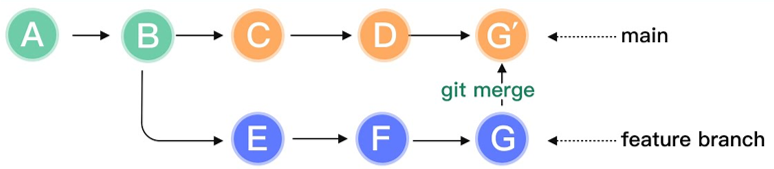 A B C D G′ main
git merge
E F G feature branch